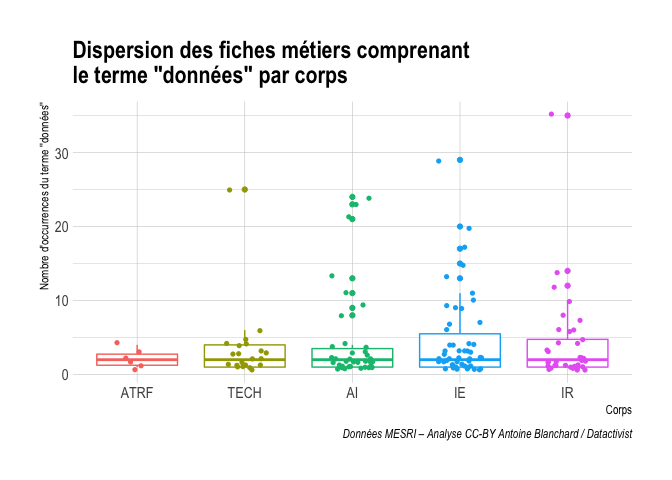 Dispersion des fiches métiers comprenant
le terme "données" par corps
Nombre d'occurrences du terme "données"
30
20
10
0
ATRF
TECH
AI
IE
IR
Corps
Données MESRI – Analyse CC-BY Antoine Blanchard / Datactivist